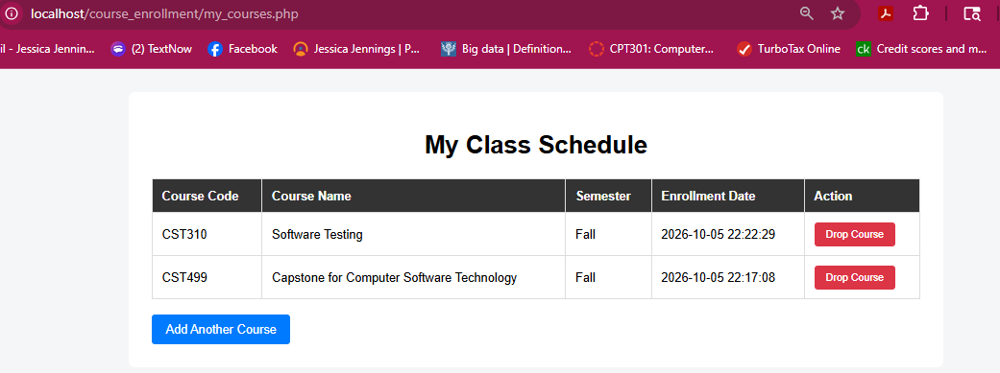 localhost/course_enrollment/my_courses.php
il - Jessica Jennin... (2) TextNow Facebook Jessica Jennings | P... Big data | Definition... CPT301: Computer... TurboTax Online ck Credit scores and m...
My Class Schedule
Course Code Course Name Semester Enrollment Date Action
CST310 Software Testing Fall 2026-10-05 22:22:29 Drop Course
CST499 Capstone for Computer Software Technology Fall 2026-10-05 22:17:08 Drop Course
Add Another Course